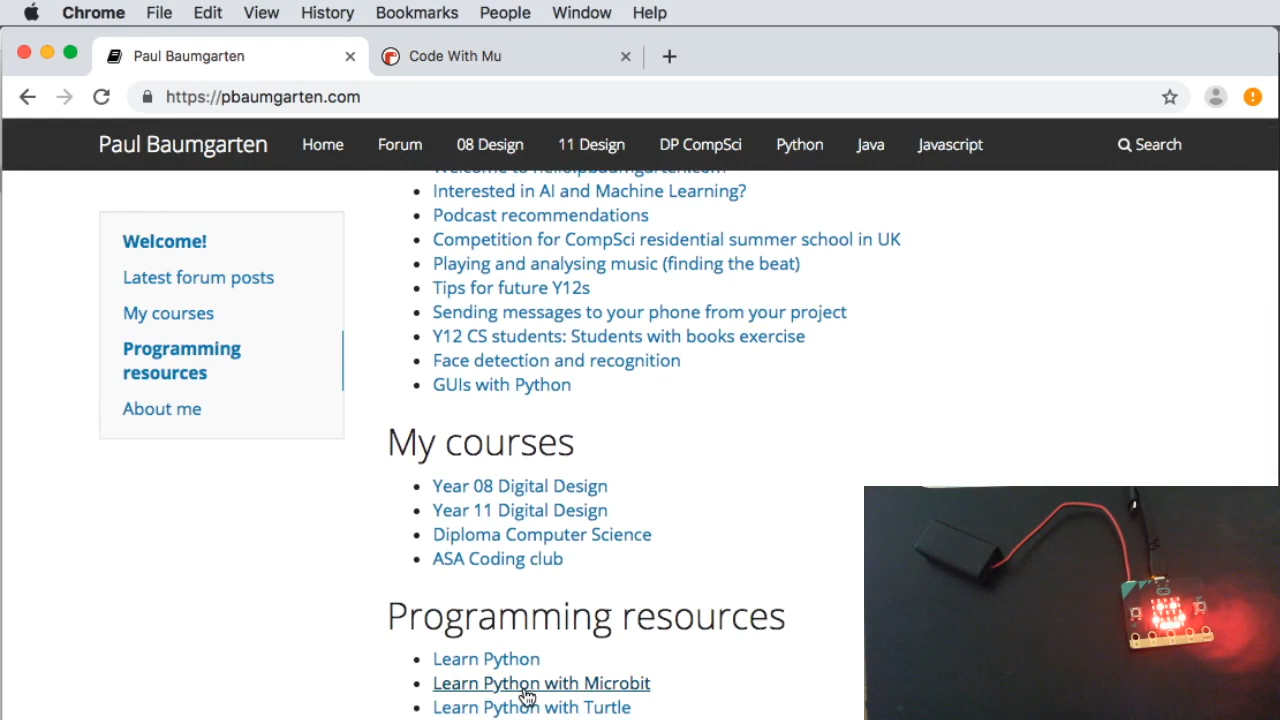 Chrome File Edit View History Bookmarks People Window Help
Paul Baumgarten Code With Mu
https://pbaumgarten.com
Paul Baumgarten Home Forum 08 Design 11 Design DP CompSci Python Java Javascript Search
Welcome!
Latest forum posts
My courses
Programming
resources
About me
Welcome to hello.pbaumgarten.com
Interested in AI and Machine Learning?
Podcast recommendations
Competition for CompSci residential summer school in UK
Playing and analysing music (finding the beat)
Tips for future Y12s
Sending messages to your phone from your project
Y12 CS students: Students with books exercise
Face detection and recognition
GUIs with Python
My courses
Year 08 Digital Design
Year 11 Digital Design
Diploma Computer Science
ASA Coding club
Programming resources
Learn Python
Learn Python with Microbit
Learn Python with Turtle